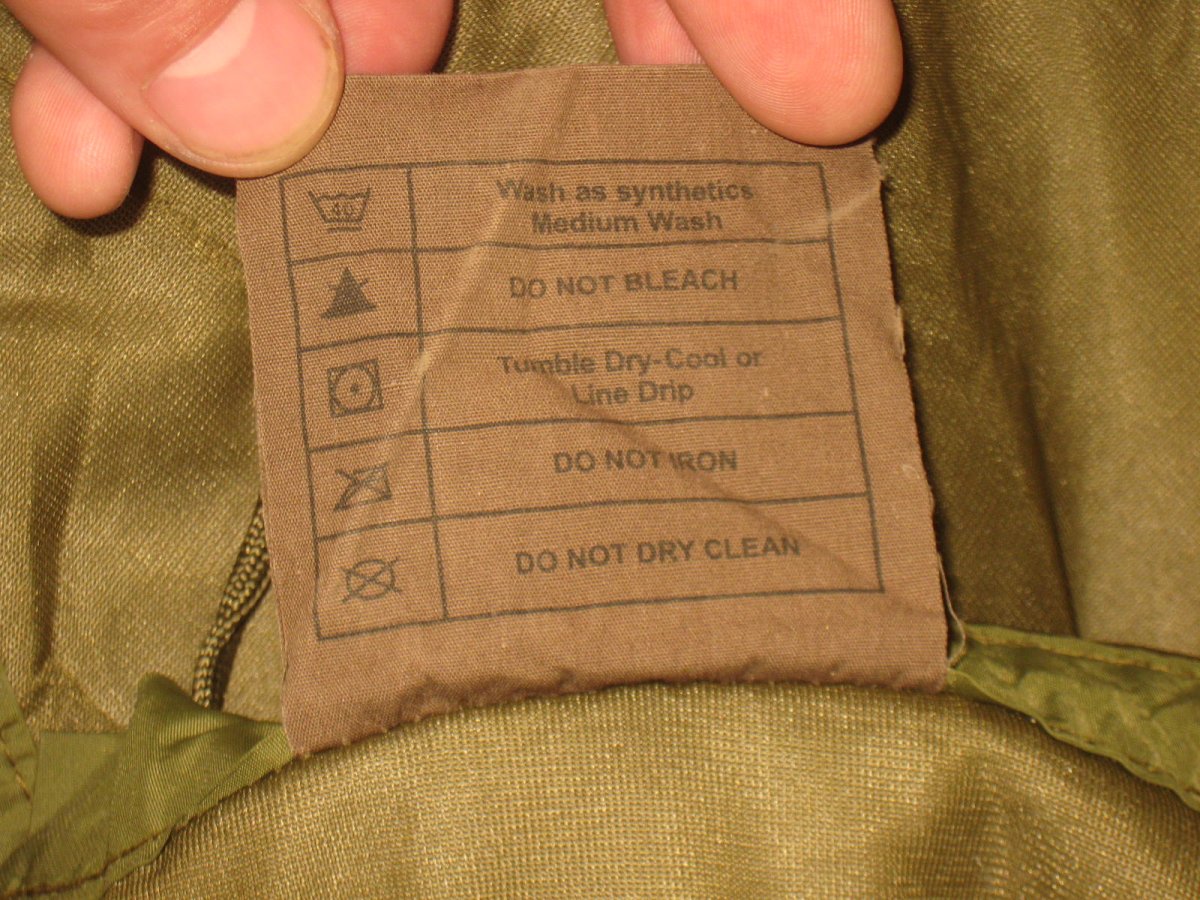 40
Wash as synthetics
Medium Wash
DO NOT BLEACH
Tumble Dry-Cool or
Line Drip
DO NOT IRON
DO NOT DRY CLEAN